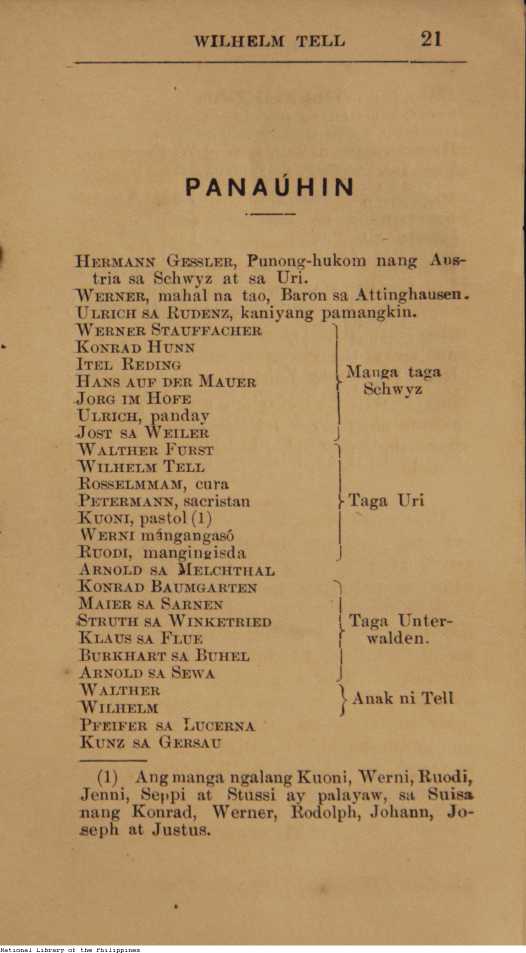 WILHELM TELL 21
PANAÚHIN
HERMANN GESSLER, Punong-hukom nang Aus-
tria sa Schwyz at sa Uri.
WERNER, mahal na tao, Baron sa Attinghausen.
ULRICH SA RUDENZ, kaniyang pamangkin.
WERNER STAUFFACHER
KONRAD HUNN
ITEL REDING
HANS AUF DER MAUER
JORG IM HOFE
ULRICH, panday
JOST SA WEILER
Manga taga
Schwyz
WALTHER FURST
WILHELM TELL
ROSSELMMAM, cura
PETERMANN, sacristan
KUONI, pastol (1)
WERNI mángangasó
RUODI, mangingisda
Taga Uri
ARNOLD SA MELCHTHAL
KONRAD BAUMGARTEN
MAIER SA SARNEN
STRUTH SA WINKETRIED
KLAUS SA FLUE
BURKHART SA BUHEL
ARNOLD SA SEWA
Taga Unter-
walden.
WALTHER
WILHELM
Anak ni Tell
PFEIFER SA LUCERNA
KUNZ SA GERSAU
(1) Ang manga ngalang Kuoni, Werni, Ruodi,
Jenni, Seppi at Stussi ay palayaw, sa Suisa
nang Konrad, Werner, Rodolph, Johann, Jo-
seph at Justus.
National Library of the Philippines